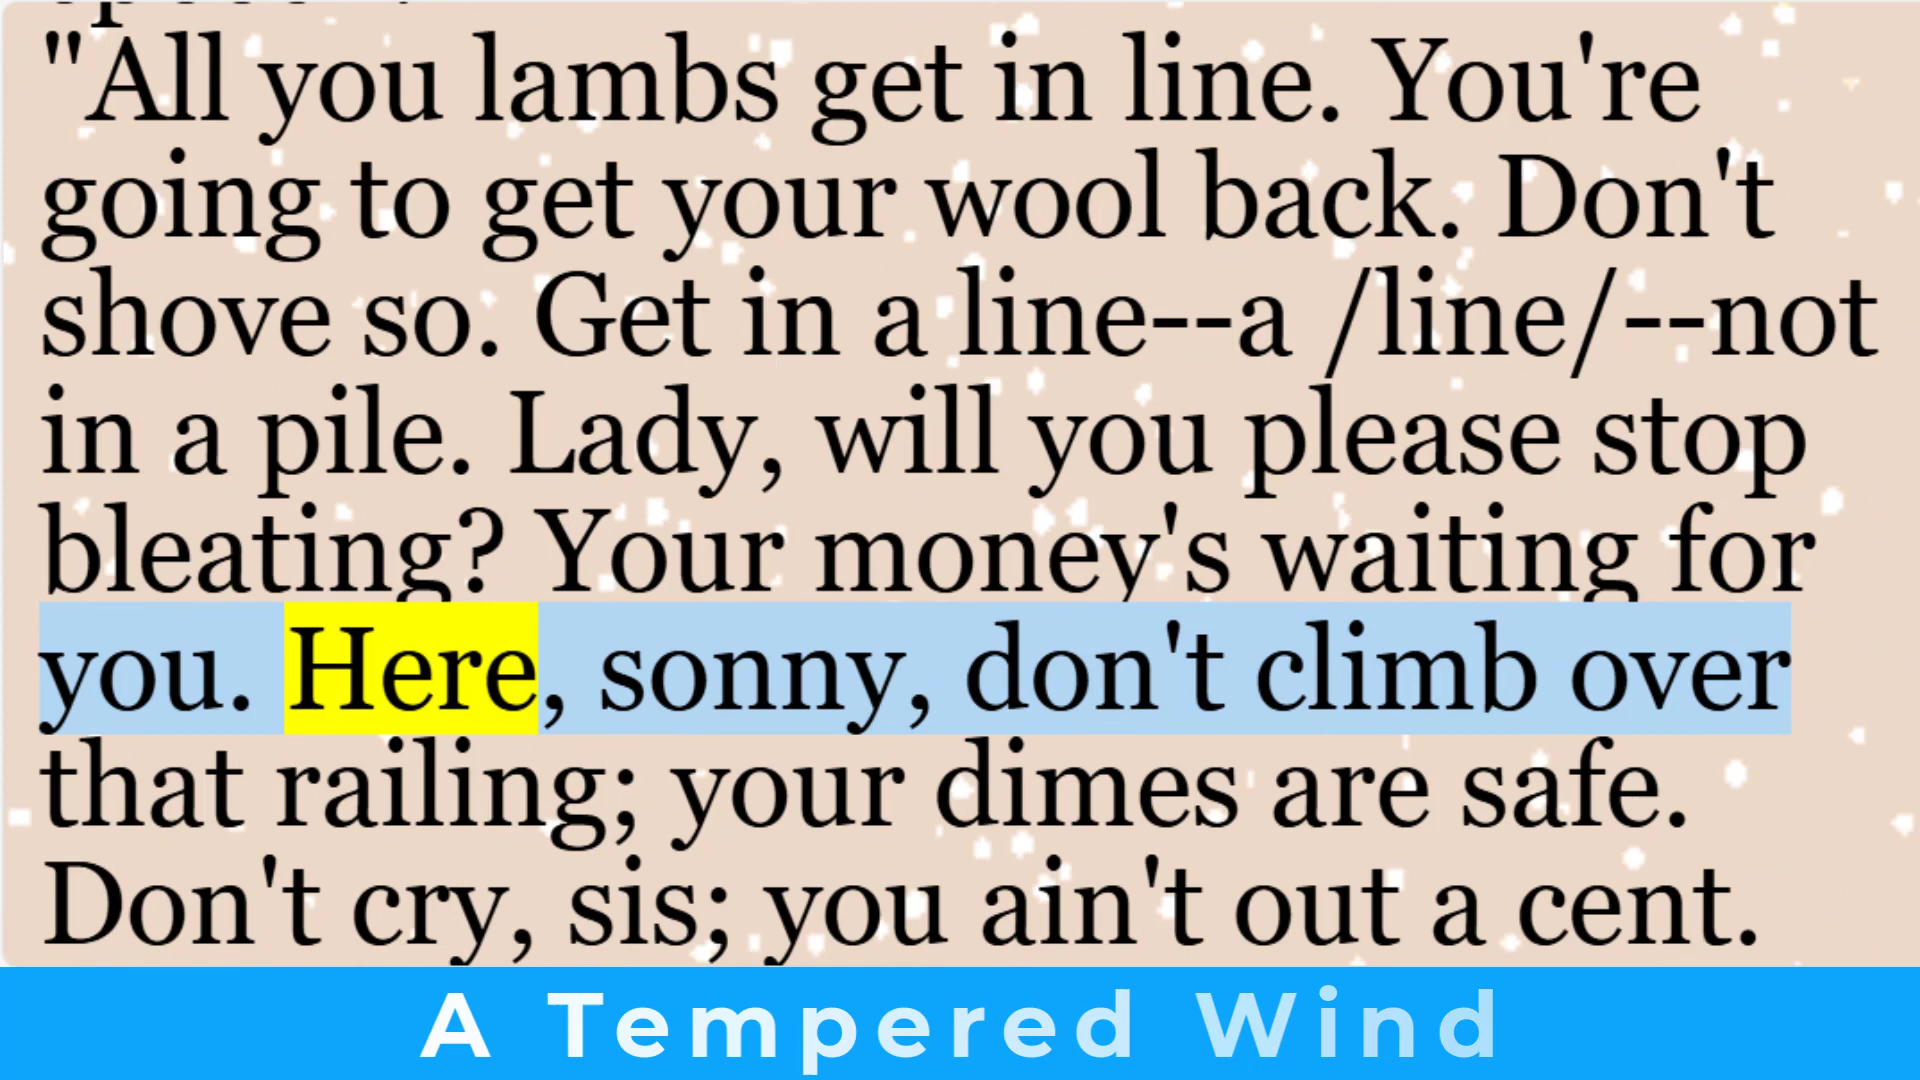 "All you lambs get in line. You're
going to get your wool back. Don't
shove so. Get in a line--a /line/--not
in a pile. Lady, will you please stop
bleating? Your money's waiting for
you. Here, sonny, don't climb over
that railing; your dimes are safe.
Don't cry, sis; you ain't out a cent.
A Tempered Wind